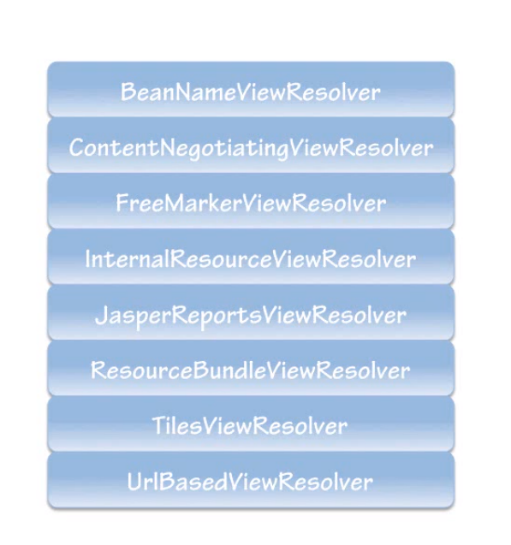 BeanNameViewResolver
ContentNegotiatingViewResolver
FreeMarkerViewResolver
InternalResourceViewResolver
JasperReportsViewResolver
ResourceBundleViewResolver
TilesViewResolver
UrlBasedViewResolver